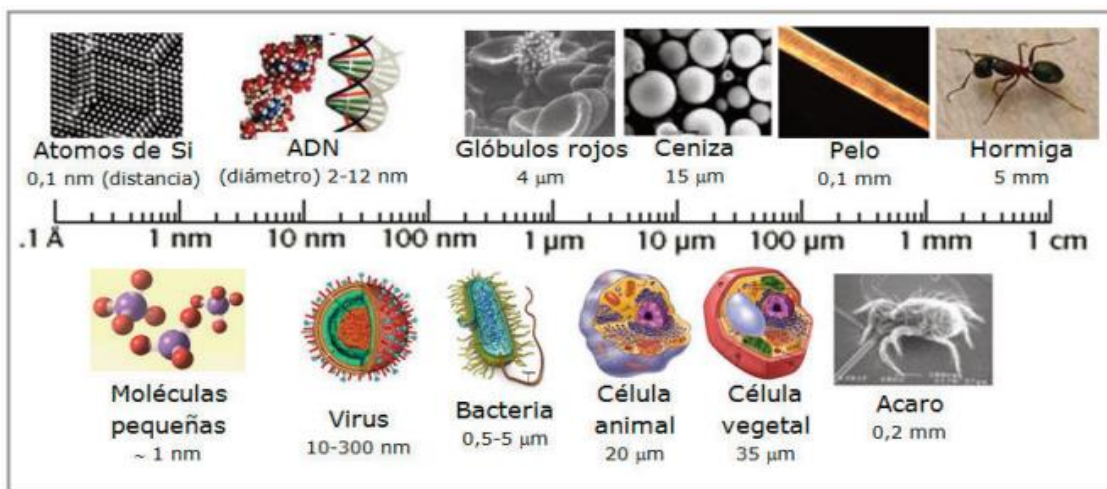 Atomos de Si
0,1 nm (distancia)
ADN
(diámetro) 2-12 nm
Glóbulos rojos
4 µm
Ceniza
15 µm
Pelo
0,1 mm
Hormiga
5 mm
.1 Å 1 nm 10 nm 100 nm 1 µm 10 µm 100 µm 1 mm 1 cm
Moléculas
pequeñas
~ 1 nm
Virus
10-300 nm
Bacteria
0,5-5 µm
Célula
animal
20 µm
Célula
vegetal
35 µm
Acaro
0,2 mm